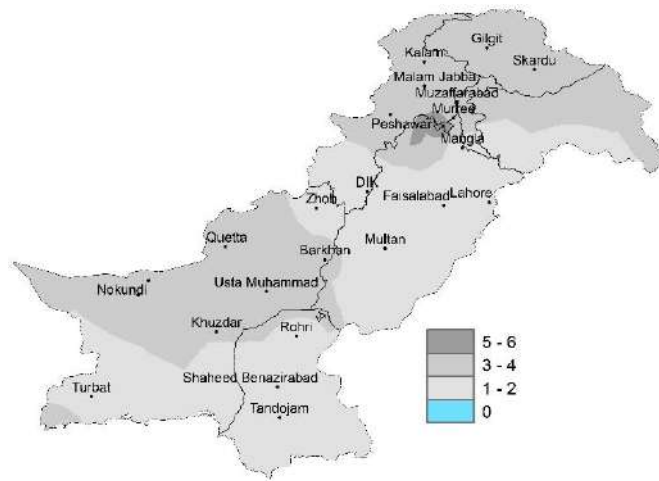 Gilgit
Kalam
Skardu
Malam Jabba
Muzaffarabad
Murree
Peshawar
Mangla
DIK
Zhob
Faisalabad
Lahore
Quetta
Barkhan
Multan
Nokundi
Usta Muhammad
Khuzdar
Rohri
5 - 6
3 - 4
Turbat
Shaheed Benazirabad
1 - 2
Tandojam
0